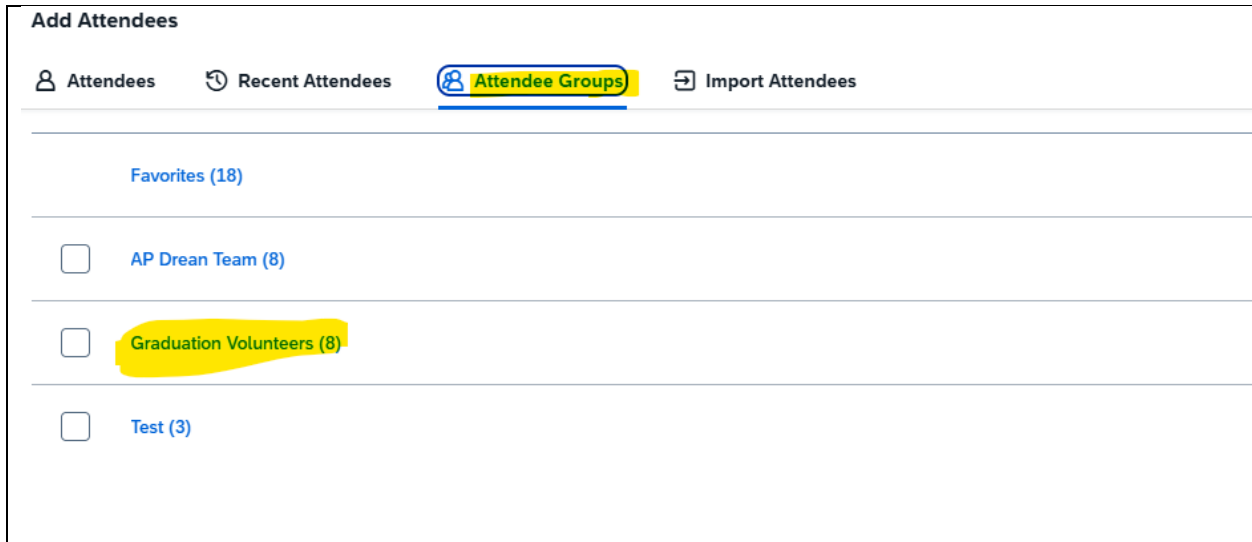 Add Attendees
Attendees Recent Attendees Attendee Groups Import Attendees
Favorites (18)
AP Drean Team (8)
Graduation Volunteers (8)
Test (3)